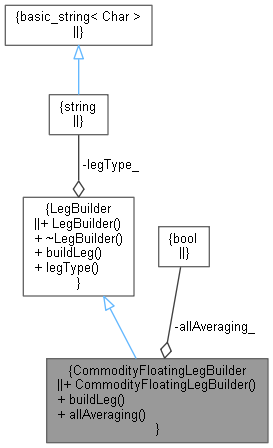 {basic_string< Char >
||}
{string
||}
-legType_
{LegBuilder
||+ LegBuilder()
+ ~LegBuilder()
+ buildLeg()
+ legType()
}
{bool
||}
-allAveraging_
{CommodityFloatingLegBuilder
||+ CommodityFloatingLegBuilder()
+ buildLeg()
+ allAveraging()
}